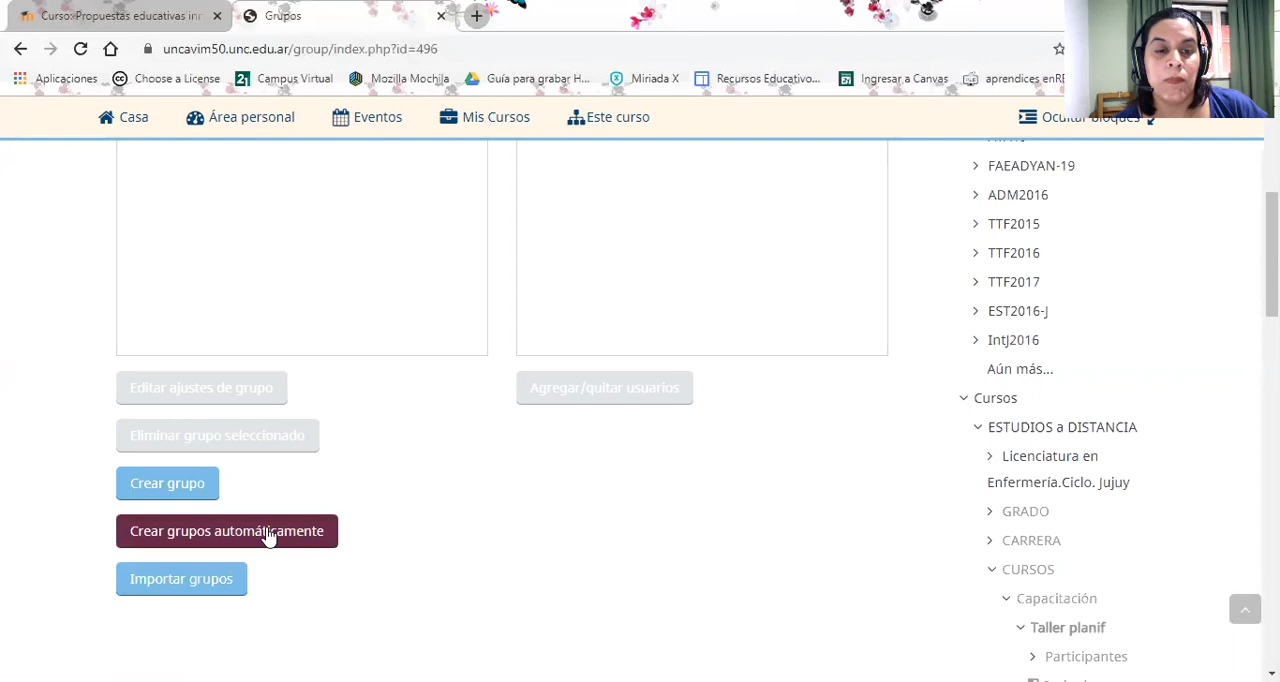 Curso: Propuestas educativas inn
Grupos
uncavim50.unc.edu.ar/group/index.php?id=496
Aplicaciones
Choose a License
Campus Virtual
Mozilla Mochila
Guía para grabar H...
Miriada X
Recursos Educativo...
Ingresar a Canvas
aprendices enRE
Casa
Área personal
Eventos
Mis Cursos
Este curso
Ocultar bloques
FAEADYAN-19
ADM2016
TTF2015
TTF2016
TTF2017
EST2016-J
IntJ2016
Aún más...
Editar ajustes de grupo
Agregar/quitar usuarios
Cursos
ESTUDIOS a DISTANCIA
Eliminar grupo seleccionado
Licenciatura en
Enfermería.Ciclo. Jujuy
Crear grupo
GRADO
Crear grupos automáticamente
CARRERA
CURSOS
Importar grupos
Capacitación
Taller planif
Participantes